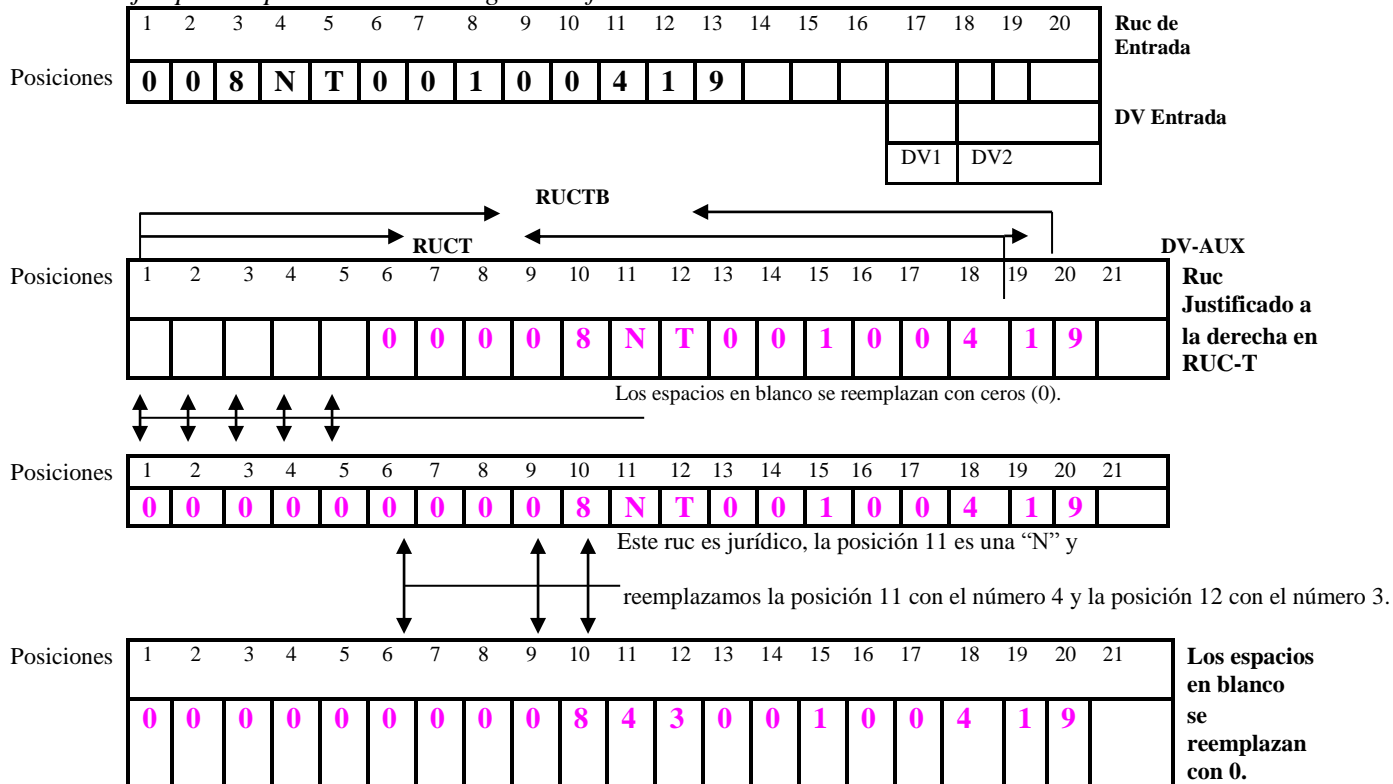 1 2 3 4 5 6 7 8 9 10 11 12 13 14 15 16 17 18 19 20 Ruc de Entrada
Posiciones 0 0 8 N T 0 0 1 0 0 4 1 9
DV Entrada
DV1 DV2
RUCTB
RUCT DV-AUX
Posiciones 1 2 3 4 5 6 7 8 9 10 11 12 13 14 15 16 17 18 19 20 21 Ruc
Justificado a
0 0 0 0 8 N T 0 0 1 0 0 4 1 9 la derecha en
RUC-T
Los espacios en blanco se reemplazan con ceros (0).
Posiciones 1 2 3 4 5 6 7 8 9 10 11 12 13 14 15 16 17 18 19 20 21
0 0 0 0 0 0 0 0 0 8 N T 0 0 1 0 0 4 1 9
Este ruc es jurídico, la posición 11 es una “N” y
reemplazamos la posición 11 con el número 4 y la posición 12 con el número 3.
Posiciones 1 2 3 4 5 6 7 8 9 10 11 12 13 14 15 16 17 18 19 20 21 Los espacios
en blanco
0 0 0 0 0 0 0 0 0 8 4 3 0 0 1 0 0 4 1 9 se
reemplazan
con 0.